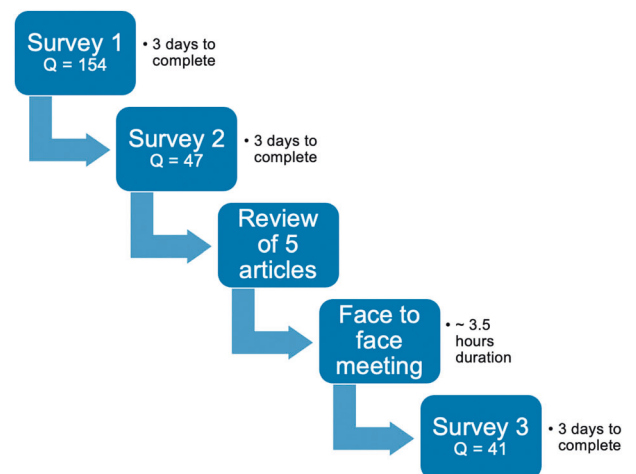 Survey 1
Q = 154
• 3 days to
complete
Survey 2
Q = 47
• 3 days to
complete
Review
of 5
articles
Face to
face
meeting
• ~ 3.5
hours
duration
Survey 3
Q = 41
• 3 days to
complete